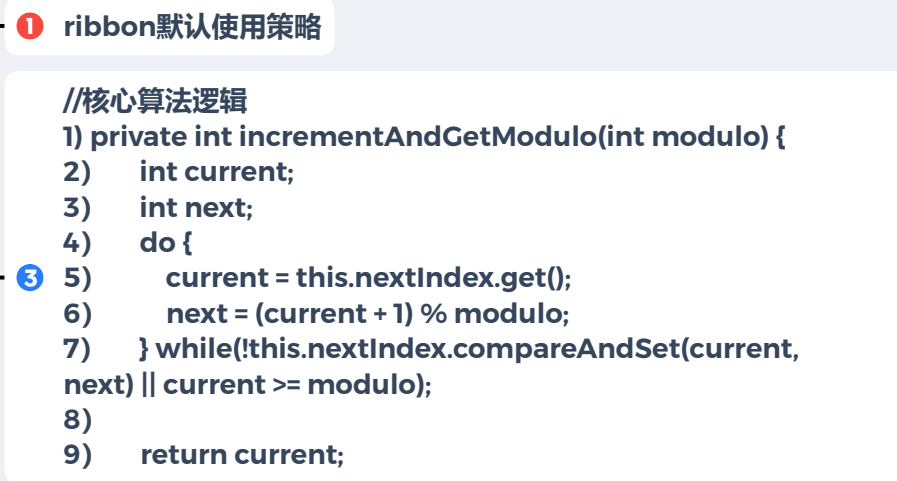 1 ribbon默认使用策略
//核心算法逻辑
1) private int incrementAndGetModulo(int modulo) {
2) int current;
3) int next;
4) do {
3 5) current = this.nextIndex.get();
6) next = (current + 1) % modulo;
7) } while(!this.nextIndex.compareAndSet(current,
next) || current >= modulo);
8)
9) return current;